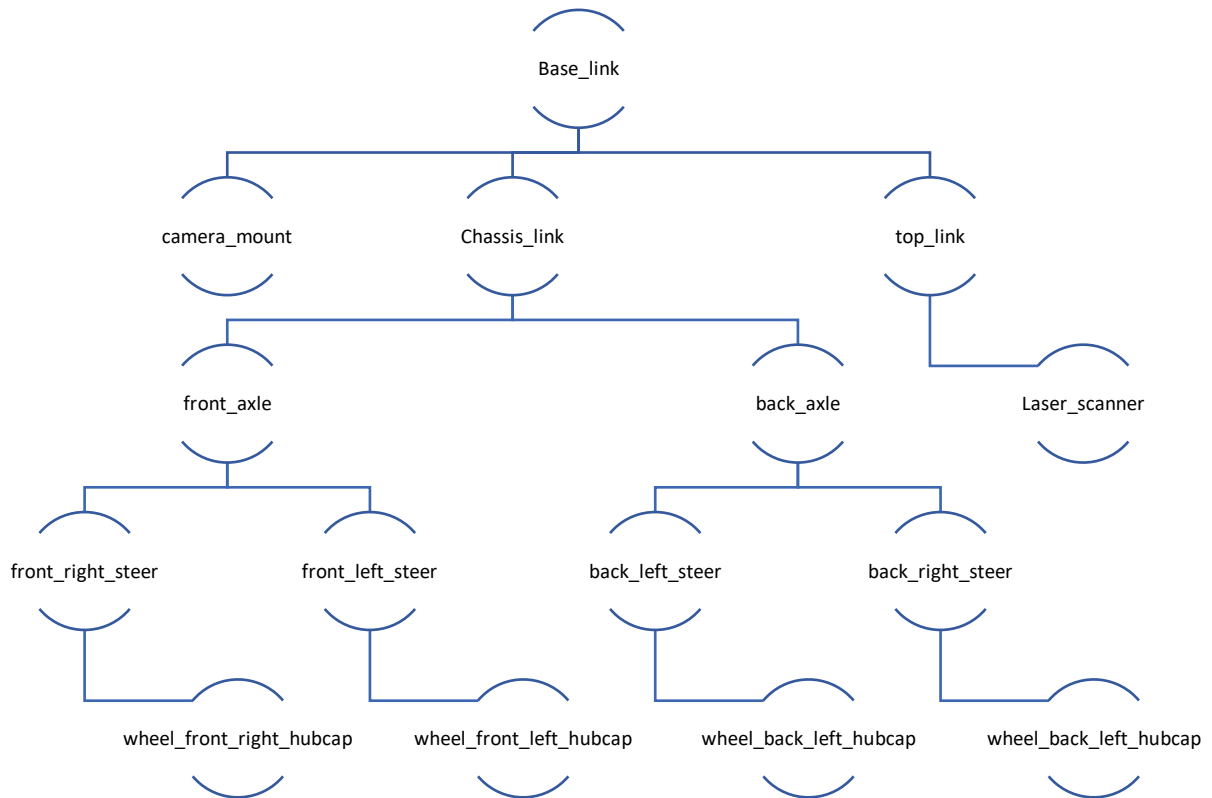 Base_link
camera_mount
Chassis_link
top_link
front_axle
back_axle
Laser_scanner
front_right_steer
front_left_steer
back_left_steer
back_right_steer
wheel_front_right_hubcap
wheel_front_left_hubcap
wheel_back_left_hubcap
wheel_back_left_hubcap